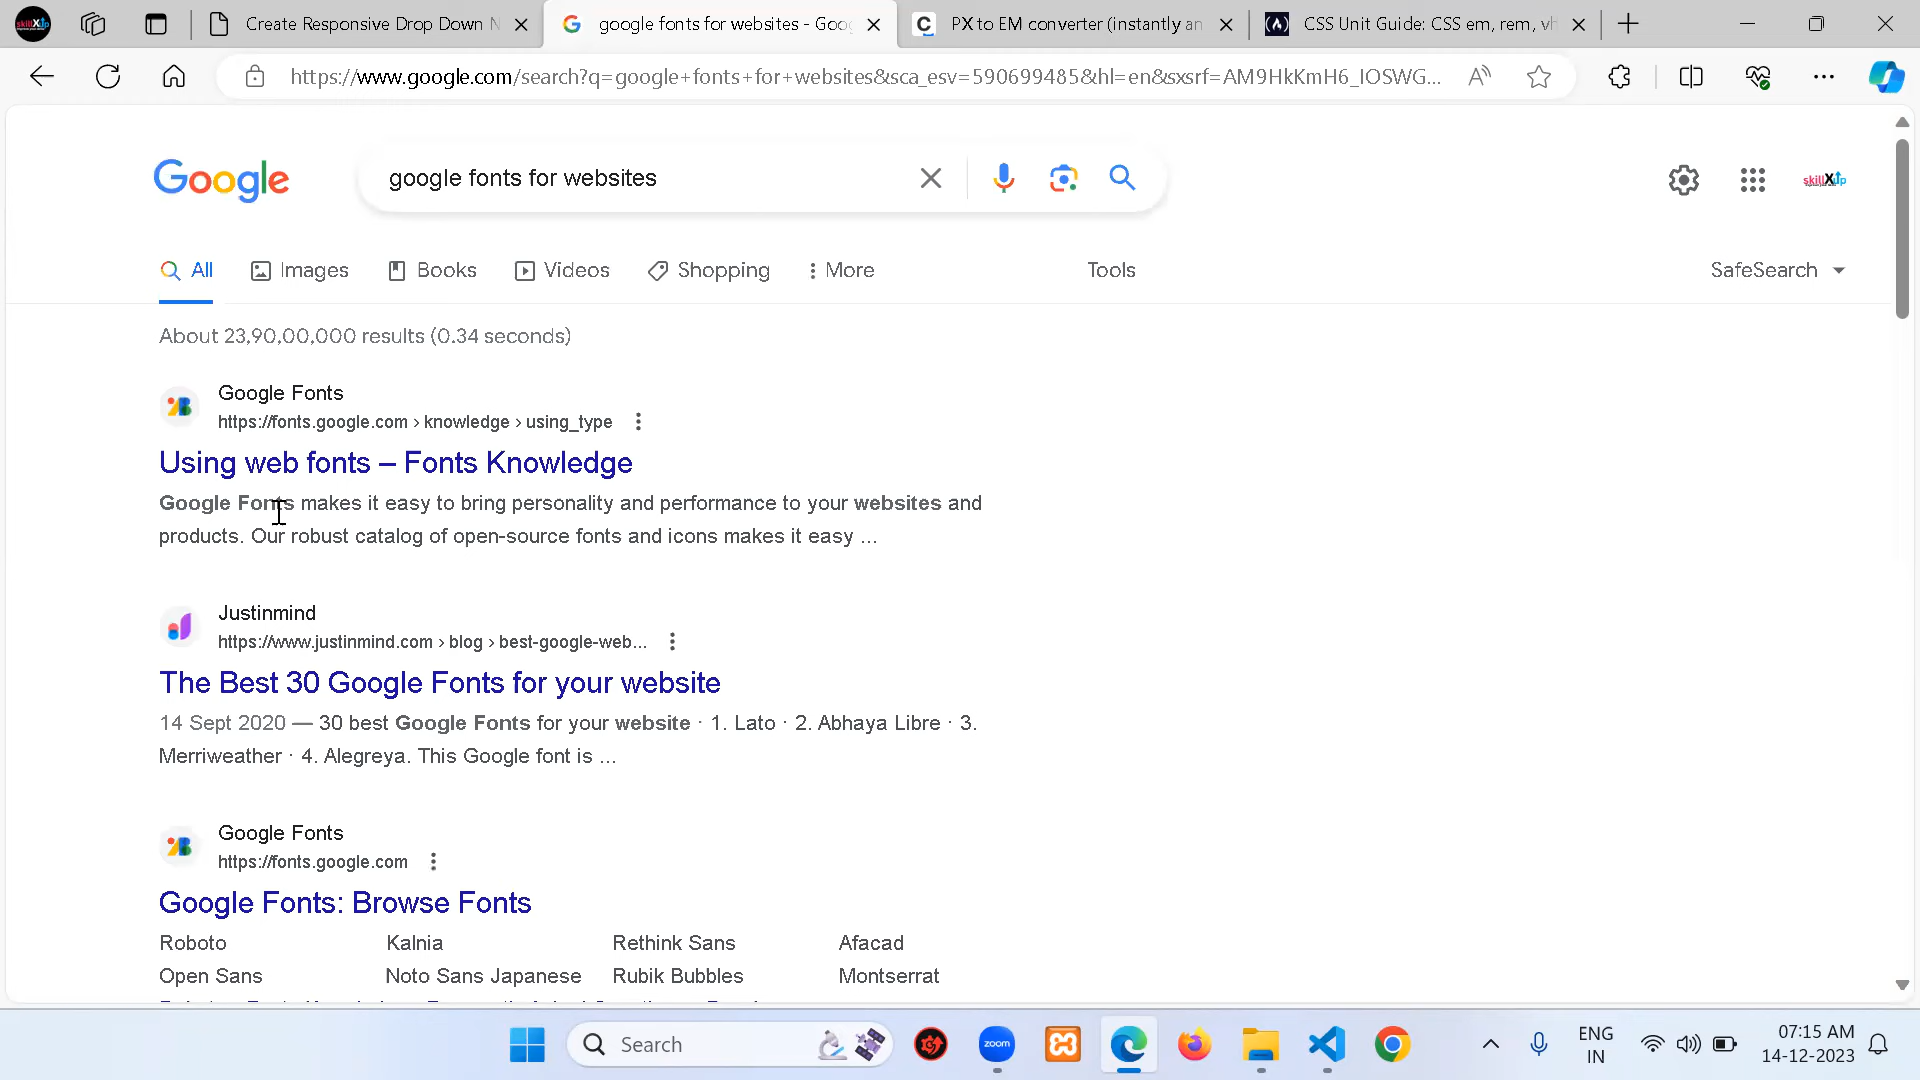 Create Responsive Drop Down N
google fonts for websites - Goog
PX to EM converter (instantly an
CSS Unit Guide: CSS em, rem, vh
https://www.google.com/search?q=google+fonts+for+websites&sca_esv=590699485&hl=en&sxsrf=AM9HkKmH6_IOSWG...
Google
google fonts for websites
skillXUp
All
Images
Books
Videos
Shopping
More
Tools
SafeSearch
About 23,90,00,000 results (0.34 seconds)
Google Fonts
https://fonts.google.com › knowledge › using_type
Using web fonts – Fonts Knowledge
Google Fonts makes it easy to bring personality and performance to your websites and
products. Our robust catalog of open-source fonts and icons makes it easy ...
Justinmind
https://www.justinmind.com › blog › best-google-web...
The Best 30 Google Fonts for your website
14 Sept 2020 — 30 best Google Fonts for your website · 1. Lato · 2. Abhaya Libre · 3.
Merriweather · 4. Alegreya. This Google font is ...
Google Fonts
https://fonts.google.com
Google Fonts: Browse Fonts
Roboto Kalnia Rethink Sans Afacad
Open Sans Noto Sans Japanese Rubik Bubbles Montserrat
Search
zoom
ENG
IN
07:15 AM
14-12-2023